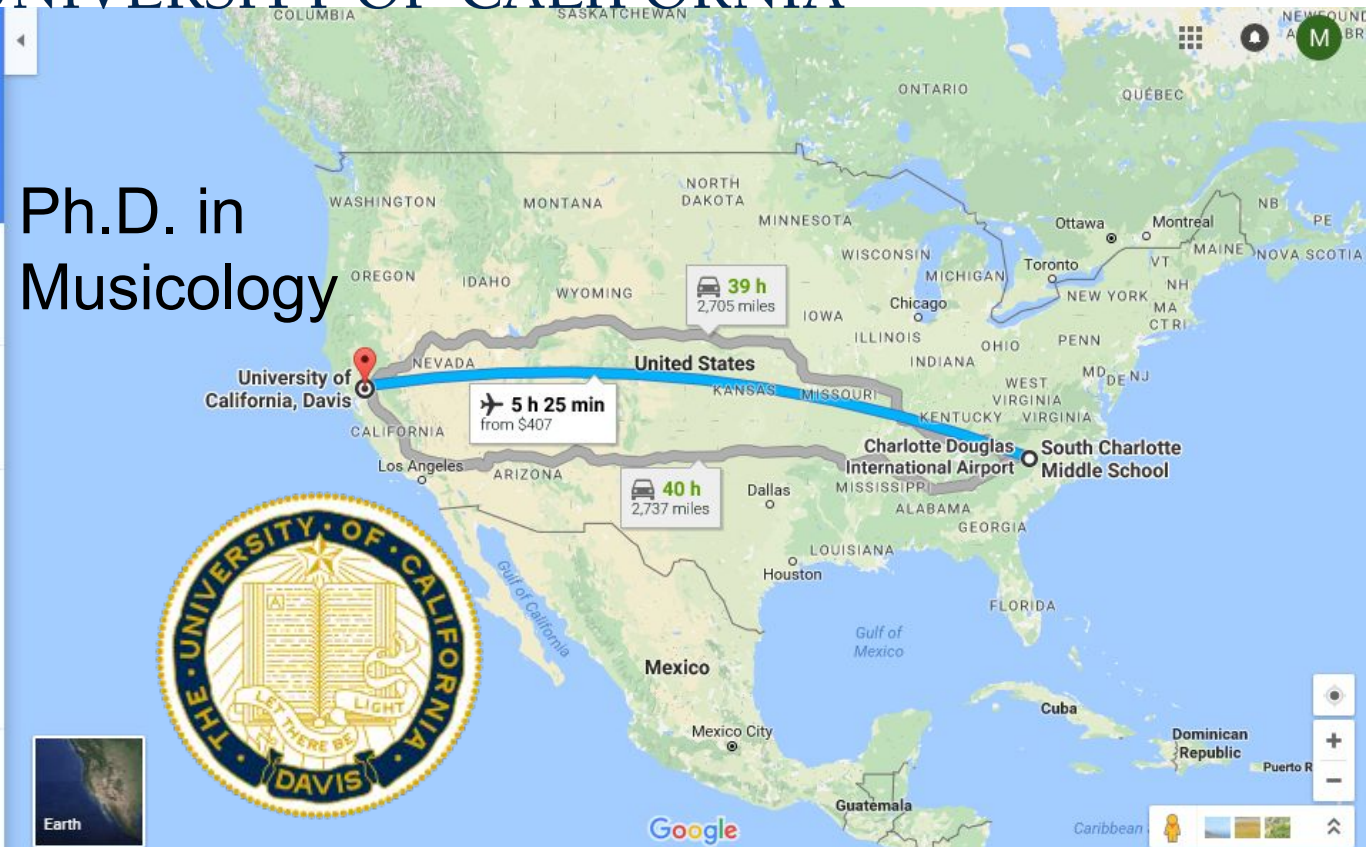 UNIVERSITY OF CALIFORNIA
COLUMBIA
SASKATCHEWAN
M
ONTARIO
QUÉBEC
Ph.D. in
Musicology
WASHINGTON
MONTANA
NORTH
DAKOTA
MINNESOTA
Ottawa
Montreal
NB
PE
MAINE
NOVA SCOTIA
WISCONSIN
MICHIGAN
Toronto
VT
NH
OREGON
IDAHO
WYOMING
39 h
2,705 miles
IOWA
Chicago
NEW YORK
MA
CT RI
ILLINOIS
INDIANA
OHIO
PENN
NEVADA
United States
KANSAS
MISSOURI
WEST
VIRGINIA
MD
DE NJ
University of
California, Davis
5 h 25 min
from $407
KENTUCKY
VIRGINIA
CALIFORNIA
Los Angeles
ARIZONA
Charlotte Douglas
International Airport
South Charlotte
Middle School
40 h
2,737 miles
Dallas
MISSISSIPPI
ALABAMA
GEORGIA
LOUISIANA
Houston
FLORIDA
Gulf of California
Gulf of
Mexico
THE · UNIVERSITY · OF · CALIFORNIA
A
LET THERE BE LIGHT
DAVIS
Mexico
Mexico City
Cuba
Dominican
Republic
Puerto R
Guatemala
Caribbean
Earth
Google